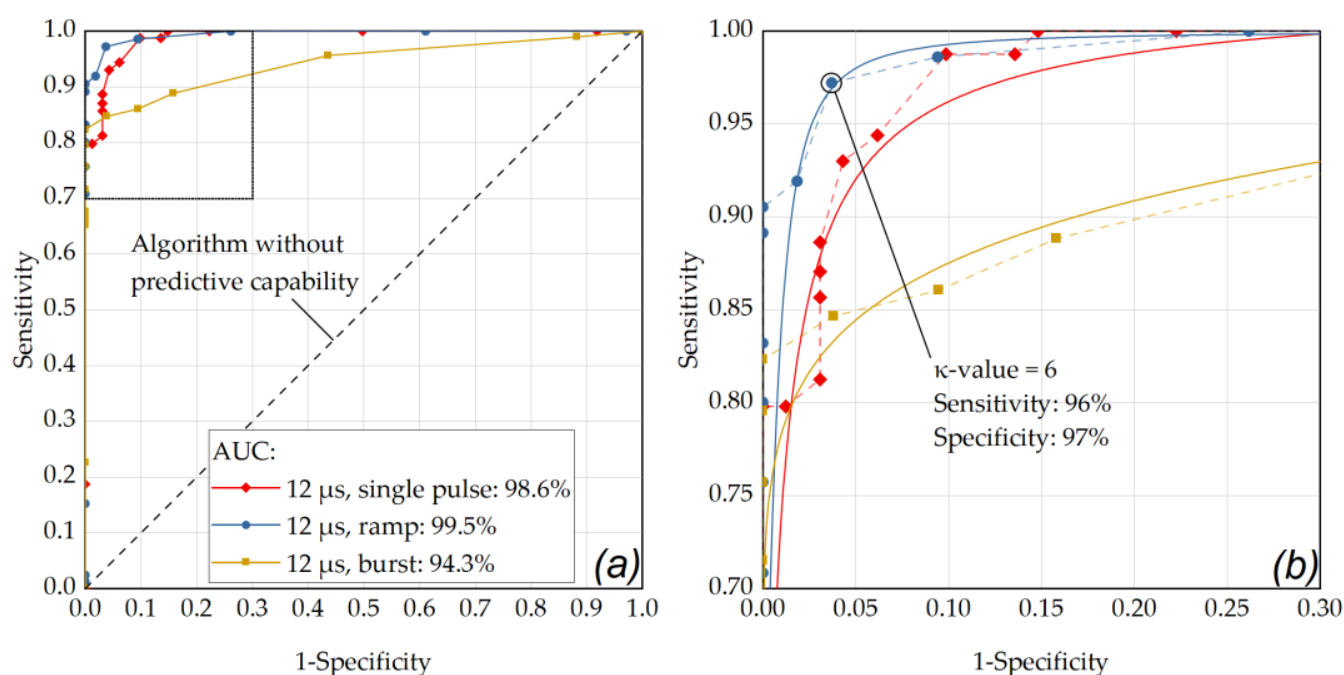 1.0
0.9
0.8
0.7
0.6
0.5
0.4
0.3
0.2
0.1
0.0
Sensitivity
Algorithm without
predictive capability
AUC:
12 μs, single pulse: 98.6%
12 μs, ramp: 99.5%
12 μs, burst: 94.3%
(a)
0.0 0.1 0.2 0.3 0.4 0.5 0.6 0.7 0.8 0.9 1.0
1-Specificity
1.00
0.95
0.90
0.85
0.80
0.75
0.70
Sensitivity
κ-value = 6
Sensitivity: 96%
Specificity: 97%
(b)
0.00 0.05 0.10 0.15 0.20 0.25 0.30
1-Specificity